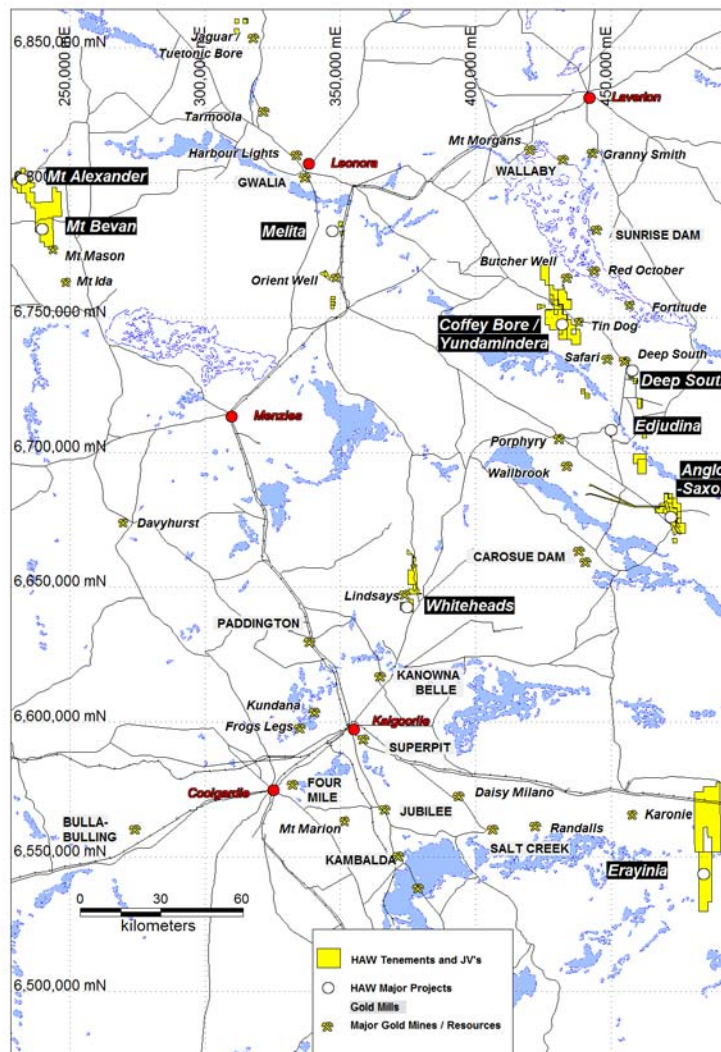 6,850,000 mN
250,000 mE
300,000 mE
350,000 mE
400,000 mE
450,000 mE
Jaguar /
Tuetonic Bore
Laverton
Tarmoola
Mt Morgans
Harbour Lights
Leonora
Granny Smith
WALLABY
GWALIA
Mt Alexander
Mt Bevan
Melita
SUNRISE DAM
Mt Mason
Butcher Well
Red October
Mt Ida
Orient Well
Fortitude
6,750,000 mN
Coffey Bore /
Yundamindera
Tin Dog
Safari
Deep South
Deep South
Menzies
Edjudina
6,700,000 mN
Porphyry
Wallbrook
Anglo
-Saxo
Davyhurst
CAROSUE DAM
6,650,000 mN
Lindsays
Whiteheads
PADDINGTON
KANOWNA
BELLE
Kundana
6,600,000 mN
Frogs Legs
Kalgoorlie
SUPERPIT
Coolgardie
FOUR
MILE
Daisy Milano
JUBILEE
Karonie
BULLA-
BULLING
Mt Marion
Randalls
SALT CREEK
6,550,000 mN
KAMBALDA
Erayinia
0 30 60
kilometers
HAW Tenements and JV's
HAW Major Projects
Gold Mills
Major Gold Mines / Resources
6,500,000 mN